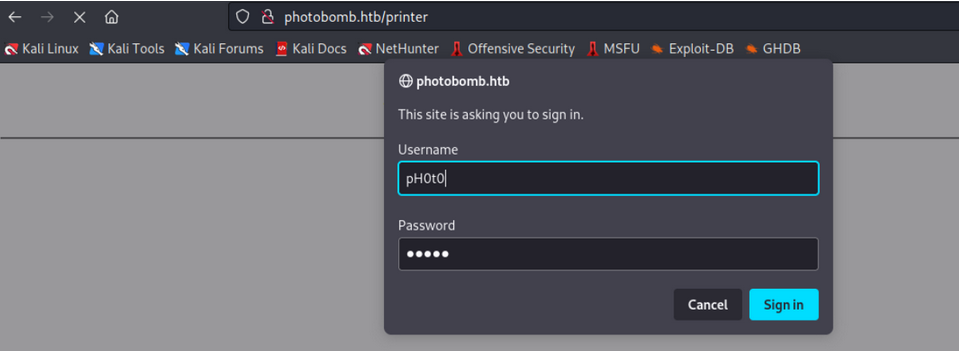 photobomb.htb/printer
Kali Linux Kali Tools Kali Forums Kali Docs NetHunter Offensive Security MSFU Exploit-DB GHDB
photobomb.htb
This site is asking you to sign in.
Username
pH0t0
Password
•••••
Cancel Sign in